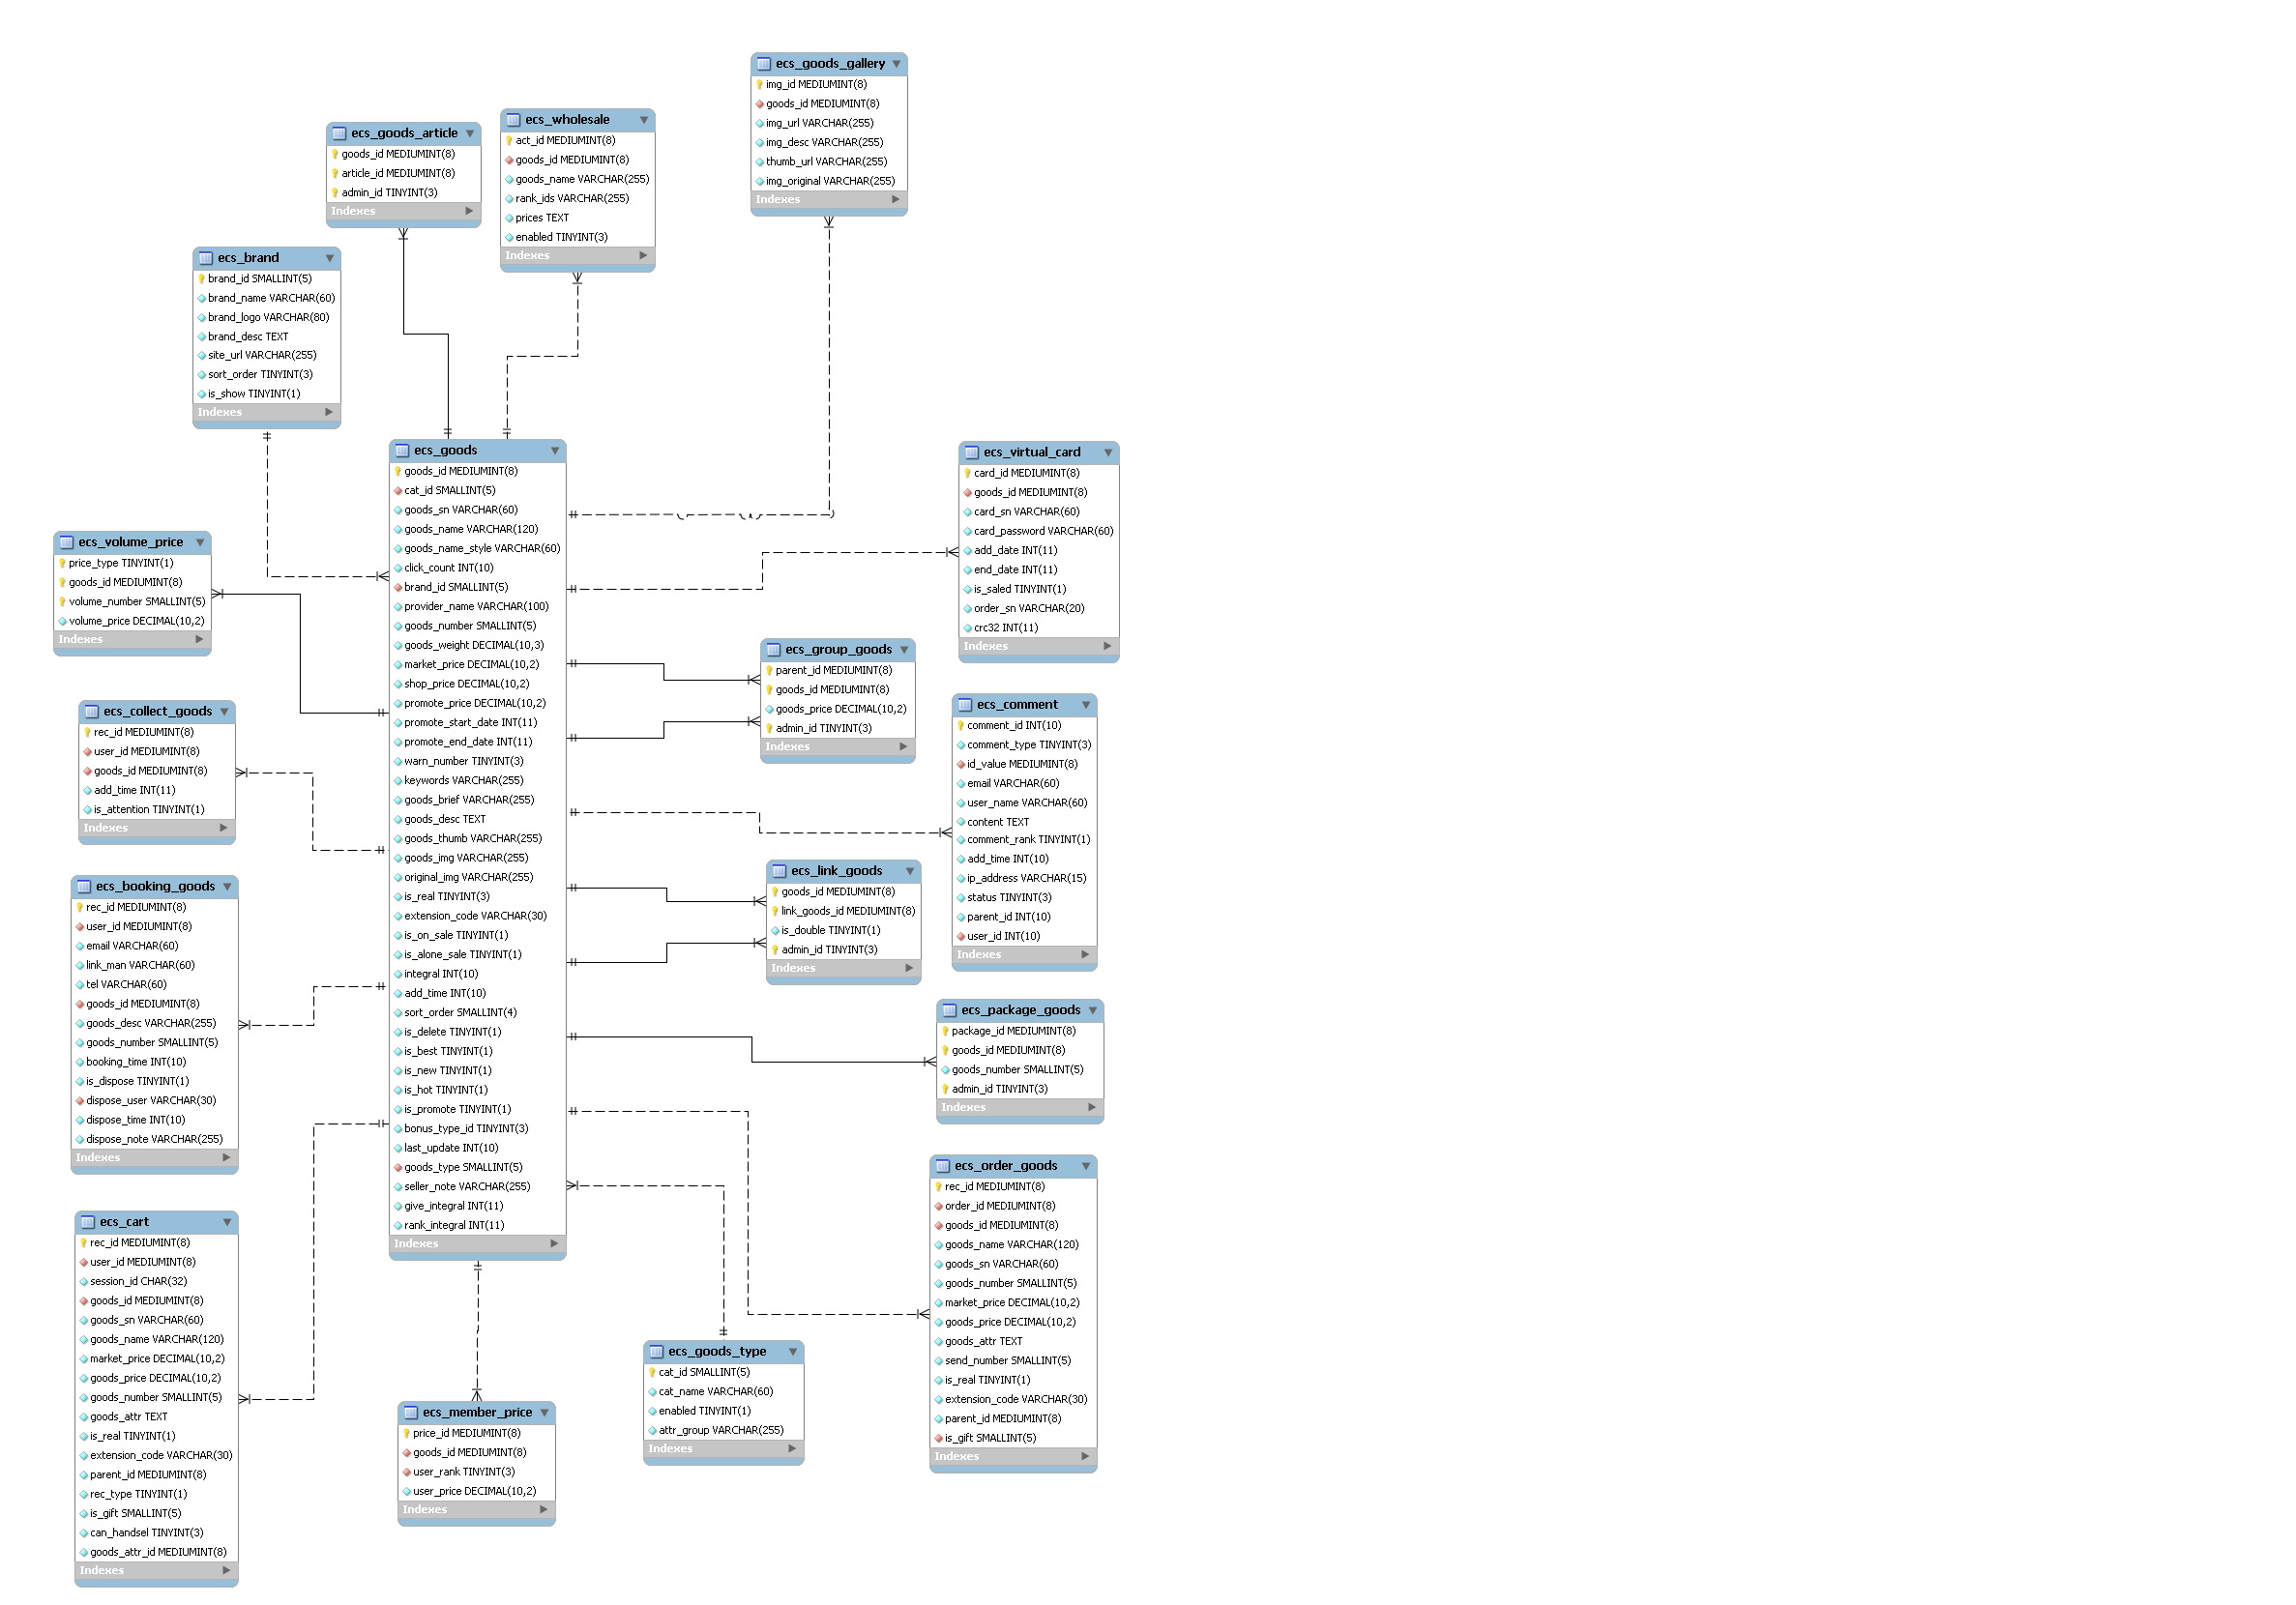 ecs_goods_gallery
img_id MEDIUMINT(8)
goods_id MEDIUMINT(8)
img_url VARCHAR(255)
img_desc VARCHAR(255)
thumb_url VARCHAR(255)
img_original VARCHAR(255)
Indexes
ecs_wholesale
act_id MEDIUMINT(8)
goods_id MEDIUMINT(8)
goods_name VARCHAR(255)
rank_ids VARCHAR(255)
prices TEXT
enabled TINYINT(3)
Indexes
ecs_goods_article
goods_id MEDIUMINT(8)
article_id MEDIUMINT(8)
admin_id TINYINT(3)
Indexes
ecs_brand
brand_id SMALLINT(5)
brand_name VARCHAR(60)
brand_logo VARCHAR(80)
brand_desc TEXT
site_url VARCHAR(255)
sort_order TINYINT(3)
is_show TINYINT(1)
Indexes
ecs_goods
goods_id MEDIUMINT(8)
cat_id SMALLINT(5)
goods_sn VARCHAR(60)
goods_name VARCHAR(120)
goods_name_style VARCHAR(60)
click_count INT(10)
brand_id SMALLINT(5)
provider_name VARCHAR(100)
goods_number SMALLINT(5)
goods_weight DECIMAL(10,3)
market_price DECIMAL(10,2)
shop_price DECIMAL(10,2)
promote_price DECIMAL(10,2)
promote_start_date INT(11)
promote_end_date INT(11)
warn_number TINYINT(3)
keywords VARCHAR(255)
goods_brief VARCHAR(255)
goods_desc TEXT
goods_thumb VARCHAR(255)
goods_img VARCHAR(255)
original_img VARCHAR(255)
is_real TINYINT(3)
extension_code VARCHAR(30)
is_on_sale TINYINT(1)
is_alone_sale TINYINT(1)
integral INT(10)
add_time INT(10)
sort_order SMALLINT(4)
is_delete TINYINT(1)
is_best TINYINT(1)
is_new TINYINT(1)
is_hot TINYINT(1)
is_promote TINYINT(1)
bonus_type_id TINYINT(3)
last_update INT(10)
goods_type SMALLINT(5)
seller_note VARCHAR(255)
give_integral INT(11)
rank_integral INT(11)
Indexes
ecs_virtual_card
card_id MEDIUMINT(8)
goods_id MEDIUMINT(8)
card_sn VARCHAR(60)
card_password VARCHAR(60)
add_date INT(11)
end_date INT(11)
is_saled TINYINT(1)
order_sn VARCHAR(20)
crc32 INT(11)
Indexes
ecs_volume_price
price_type TINYINT(1)
goods_id MEDIUMINT(8)
volume_number SMALLINT(5)
volume_price DECIMAL(10,2)
Indexes
ecs_group_goods
parent_id MEDIUMINT(8)
goods_id MEDIUMINT(8)
goods_price DECIMAL(10,2)
admin_id TINYINT(3)
Indexes
ecs_comment
comment_id INT(10)
comment_type TINYINT(3)
id_value MEDIUMINT(8)
email VARCHAR(60)
user_name VARCHAR(60)
content TEXT
comment_rank TINYINT(1)
add_time INT(10)
ip_address VARCHAR(15)
status TINYINT(3)
parent_id INT(10)
user_id INT(10)
Indexes
ecs_collect_goods
rec_id MEDIUMINT(8)
user_id MEDIUMINT(8)
goods_id MEDIUMINT(8)
add_time INT(11)
is_attention TINYINT(1)
Indexes
ecs_link_goods
goods_id MEDIUMINT(8)
link_goods_id MEDIUMINT(8)
is_double TINYINT(1)
admin_id TINYINT(3)
Indexes
ecs_booking_goods
rec_id MEDIUMINT(8)
user_id MEDIUMINT(8)
email VARCHAR(60)
link_man VARCHAR(60)
tel VARCHAR(60)
goods_id MEDIUMINT(8)
goods_desc VARCHAR(255)
goods_number SMALLINT(5)
booking_time INT(10)
is_dispose TINYINT(1)
dispose_user VARCHAR(30)
dispose_time INT(10)
dispose_note VARCHAR(255)
Indexes
ecs_package_goods
package_id MEDIUMINT(8)
goods_id MEDIUMINT(8)
goods_number SMALLINT(5)
admin_id TINYINT(3)
Indexes
ecs_order_goods
rec_id MEDIUMINT(8)
order_id MEDIUMINT(8)
goods_id MEDIUMINT(8)
goods_name VARCHAR(120)
goods_sn VARCHAR(60)
goods_number SMALLINT(5)
market_price DECIMAL(10,2)
goods_price DECIMAL(10,2)
goods_attr TEXT
send_number SMALLINT(5)
is_real TINYINT(1)
extension_code VARCHAR(30)
parent_id MEDIUMINT(8)
is_gift SMALLINT(5)
Indexes
ecs_cart
rec_id MEDIUMINT(8)
user_id MEDIUMINT(8)
session_id CHAR(32)
goods_id MEDIUMINT(8)
goods_sn VARCHAR(60)
goods_name VARCHAR(120)
market_price DECIMAL(10,2)
goods_price DECIMAL(10,2)
goods_number SMALLINT(5)
goods_attr TEXT
is_real TINYINT(1)
extension_code VARCHAR(30)
parent_id MEDIUMINT(8)
rec_type TINYINT(1)
is_gift SMALLINT(5)
can_handsel TINYINT(3)
goods_attr_id MEDIUMINT(8)
Indexes
ecs_goods_type
cat_id SMALLINT(5)
cat_name VARCHAR(60)
enabled TINYINT(1)
attr_group VARCHAR(255)
Indexes
ecs_member_price
price_id MEDIUMINT(8)
goods_id MEDIUMINT(8)
user_rank TINYINT(3)
user_price DECIMAL(10,2)
Indexes